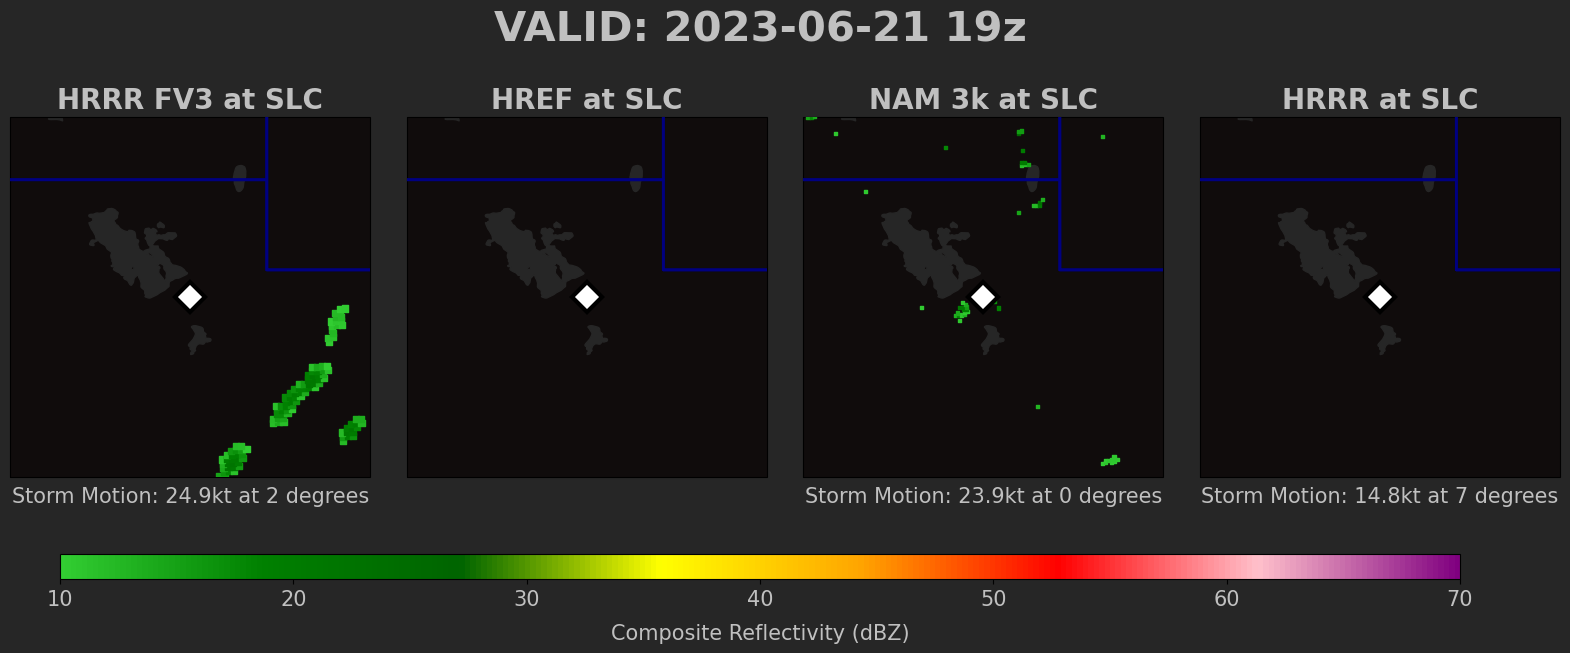 VALID: 2023-06-21 19z
HRRR FV3 at SLC
HREF at SLC
NAM 3k at SLC
HRRR at SLC
Storm Motion: 24.9kt at 2 degrees
Storm Motion: 23.9kt at 0 degrees
Storm Motion: 14.8kt at 7 degrees
10 20 30 40 50 60 70
Composite Reflectivity (dBZ)